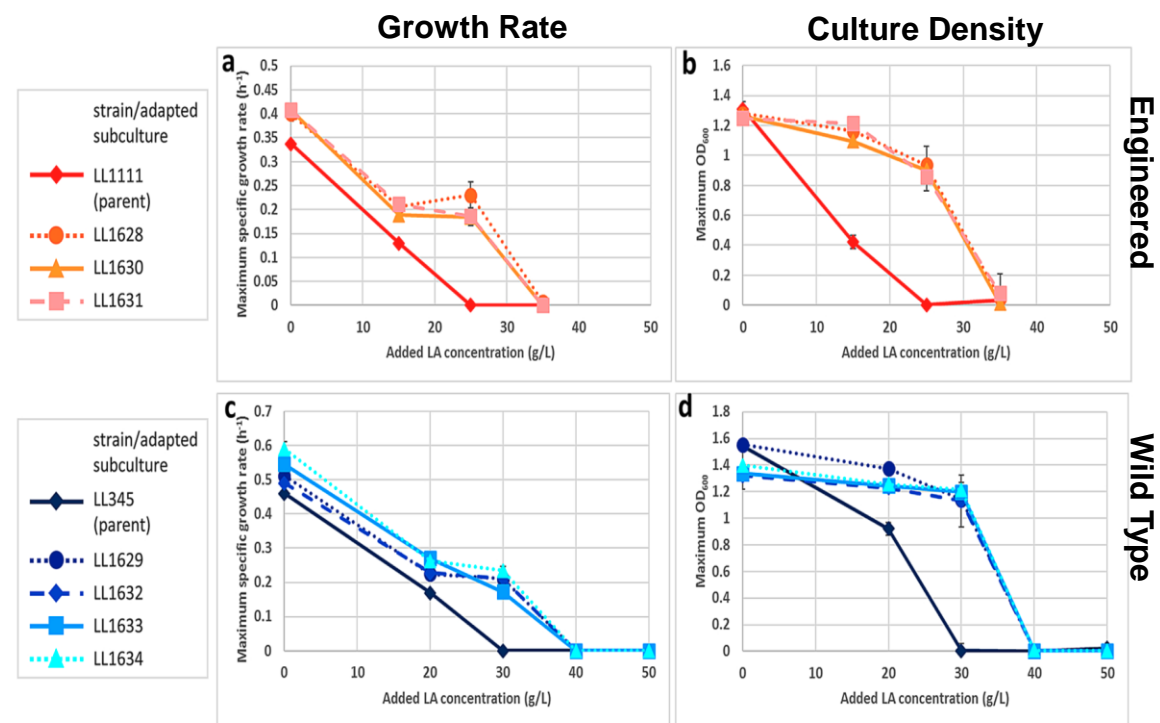 Growth Rate
Culture Density
strain/adapted
subculture
LL1111
(parent)
LL1628
LL1630
LL1631
a
Maximum specific growth rate (h⁻¹)
0.5
0.45
0.4
0.35
0.3
0.25
0.2
0.15
0.1
0.05
0
0 10 20 30 40 50
Added LA concentration (g/L)
b
Maximum OD₆₀₀
1.6
1.4
1.2
1
0.8
0.6
0.4
0.2
0
0 10 20 30 40 50
Added LA concentration (g/L)
Engineered
strain/adapted
subculture
LL345
(parent)
LL1629
LL1632
LL1633
LL1634
c
Maximum specific growth rate (h⁻¹)
0.7
0.6
0.5
0.4
0.3
0.2
0.1
0
0 10 20 30 40 50
Added LA concentration (g/L)
d
Maximum OD₆₀₀
1.8
1.6
1.4
1.2
1
0.8
0.6
0.4
0.2
0
0 10 20 30 40 50
Added LA concentration (g/L)
Wild Type